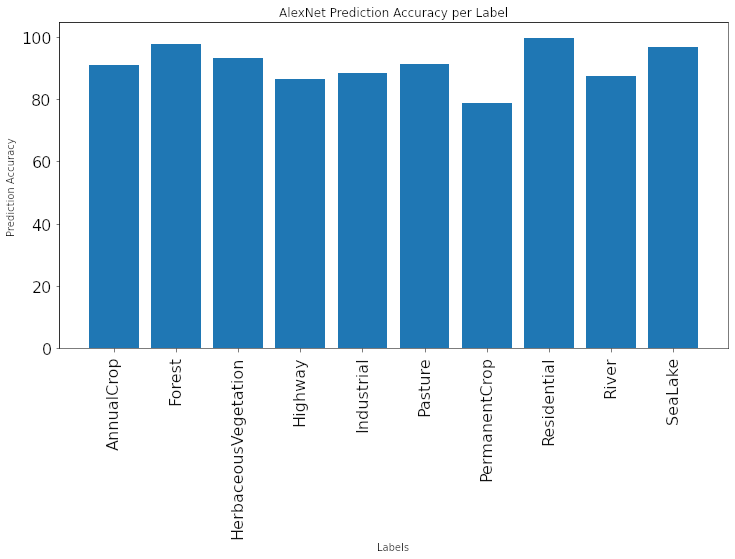 AlexNet Prediction Accuracy per Label
Prediction Accuracy
100
80
60
40
20
0
AnnualCrop
Forest
HerbaceousVegetation
Highway
Industrial
Pasture
PermanentCrop
Residential
River
SeaLake
Labels